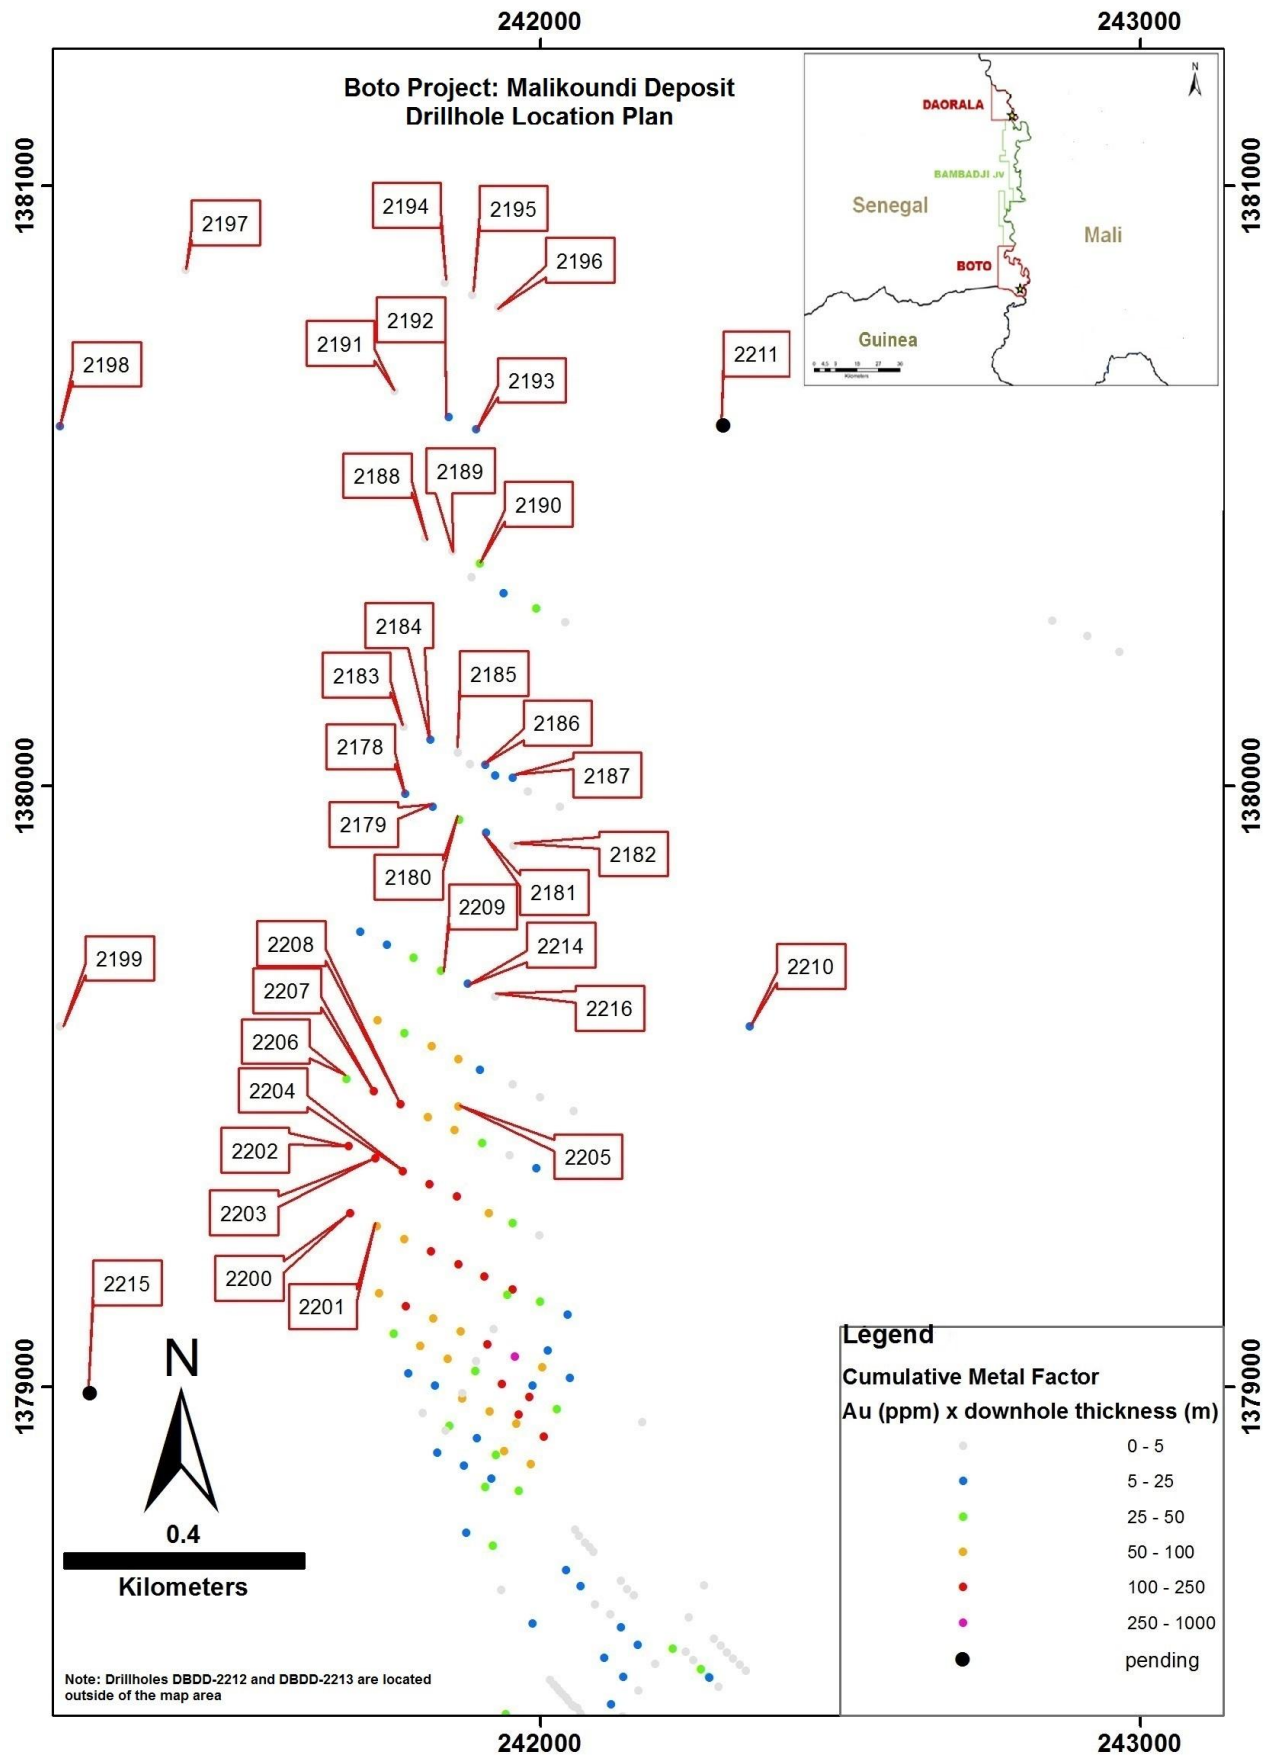 242000
243000
Boto Project: Malikoundi Deposit
Drillhole Location Plan
N
DAORALA
BAMBADJI JV
Senegal
Mali
BOTO
Guinea
Kilometers
1381000
1381000
2197
2194
2195
2196
2192
2191
2198
2193
2211
2188
2189
2190
2184
2183
2185
2186
2178
2187
1380000
1380000
2179
2182
2180
2181
2209
2208
2214
2199
2210
2207
2216
2206
2204
2202
2205
2203
2200
2215
2201
N
1379000
1379000
0.4
Kilometers
Legend
Cumulative Metal Factor
Au (ppm) x downhole thickness (m)
0 - 5
5 - 25
25 - 50
50 - 100
100 - 250
250 - 1000
pending
Note: Drillholes DBDD-2212 and DBDD-2213 are located
outside of the map area
242000
243000